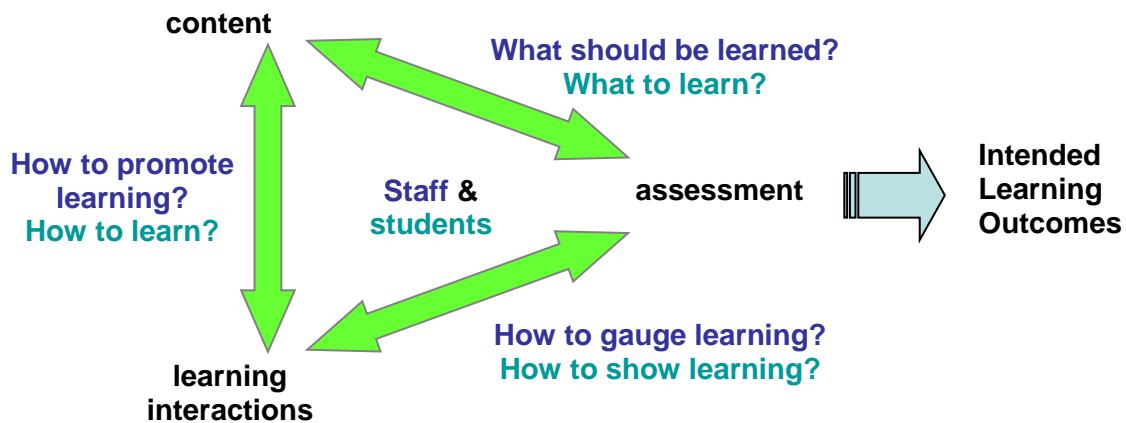 content
What should be learned?
What to learn?
How to promote
learning?
How to learn?
Staff &
students
assessment
Intended
Learning
Outcomes
How to gauge learning?
How to show learning?
learning
interactions